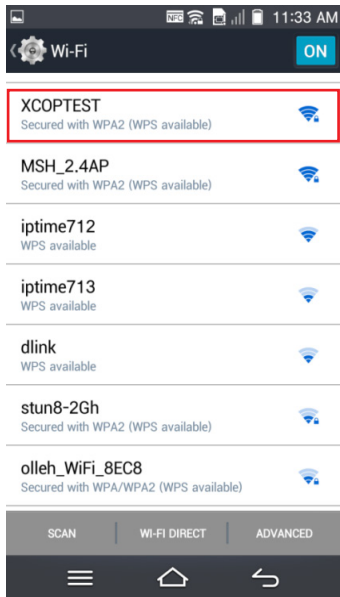 NFC 11:33 AM
Wi-Fi ON
XCOPTEST
Secured with WPA2 (WPS available)
MSH_2.4AP
Secured with WPA2 (WPS available)
iptime712
WPS available
iptime713
WPS available
dlink
WPS available
stun8-2Gh
Secured with WPA2 (WPS available)
olleh_WiFi_8EC8
Secured with WPA/WPA2 (WPS available)
SCAN WI-FI DIRECT ADVANCED